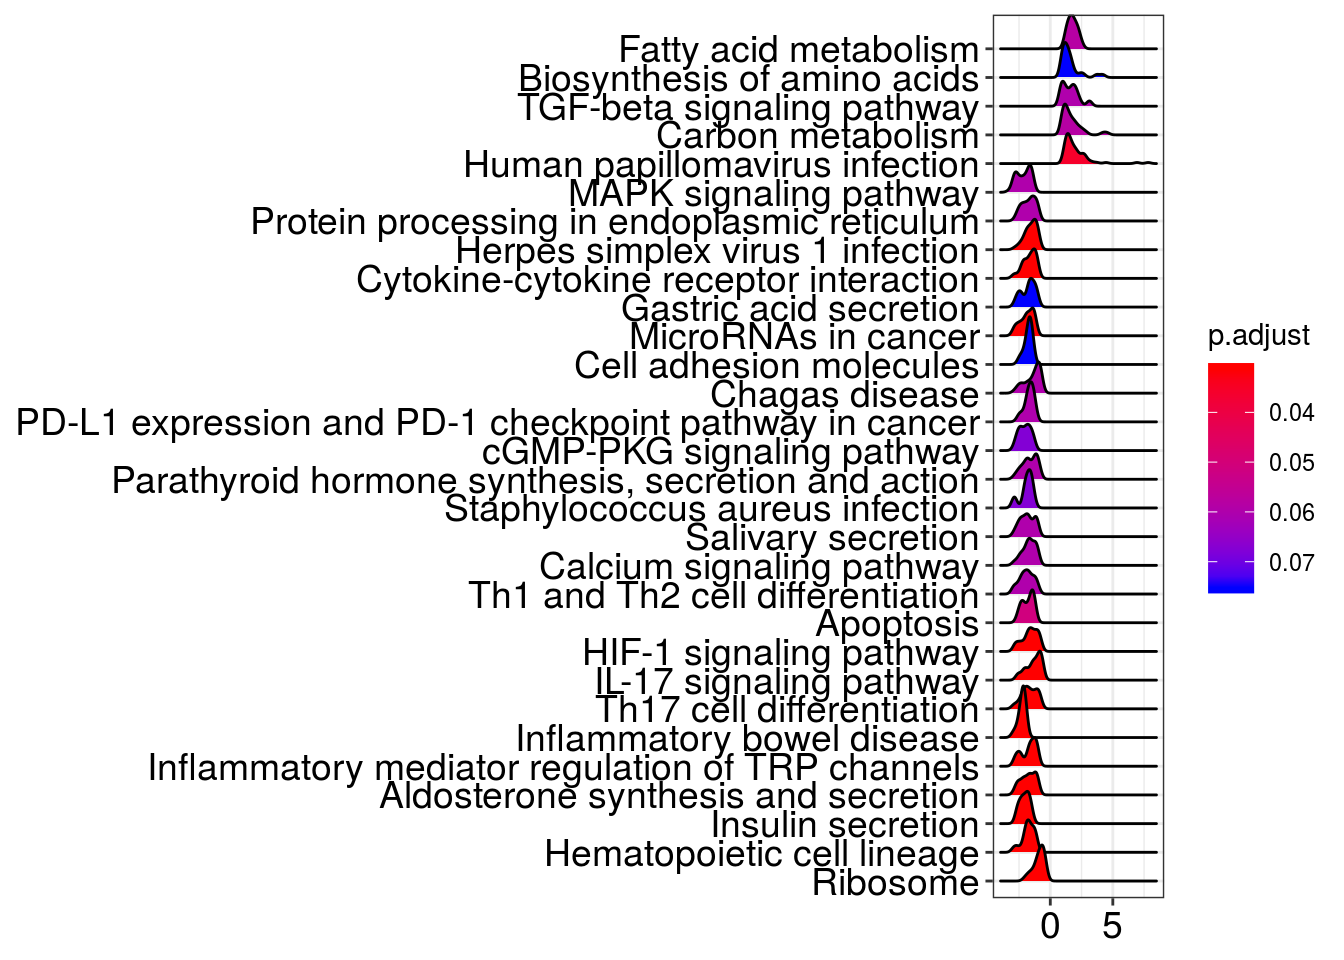 Fatty acid metabolism
Biosynthesis of amino acids
TGF-beta signaling pathway
Carbon metabolism
Human papillomavirus infection
MAPK signaling pathway
Protein processing in endoplasmic reticulum
Herpes simplex virus 1 infection
Cytokine-cytokine receptor interaction
Gastric acid secretion
MicroRNAs in cancer
Cell adhesion molecules
Chagas disease
PD-L1 expression and PD-1 checkpoint pathway in cancer
cGMP-PKG signaling pathway
Parathyroid hormone synthesis, secretion and action
Staphylococcus aureus infection
Salivary secretion
Calcium signaling pathway
Th1 and Th2 cell differentiation
Apoptosis
HIF-1 signaling pathway
IL-17 signaling pathway
Th17 cell differentiation
Inflammatory bowel disease
Inflammatory mediator regulation of TRP channels
Aldosterone synthesis and secretion
Insulin secretion
Hematopoietic cell lineage
Ribosome
0 5
p.adjust
0.04
0.05
0.06
0.07